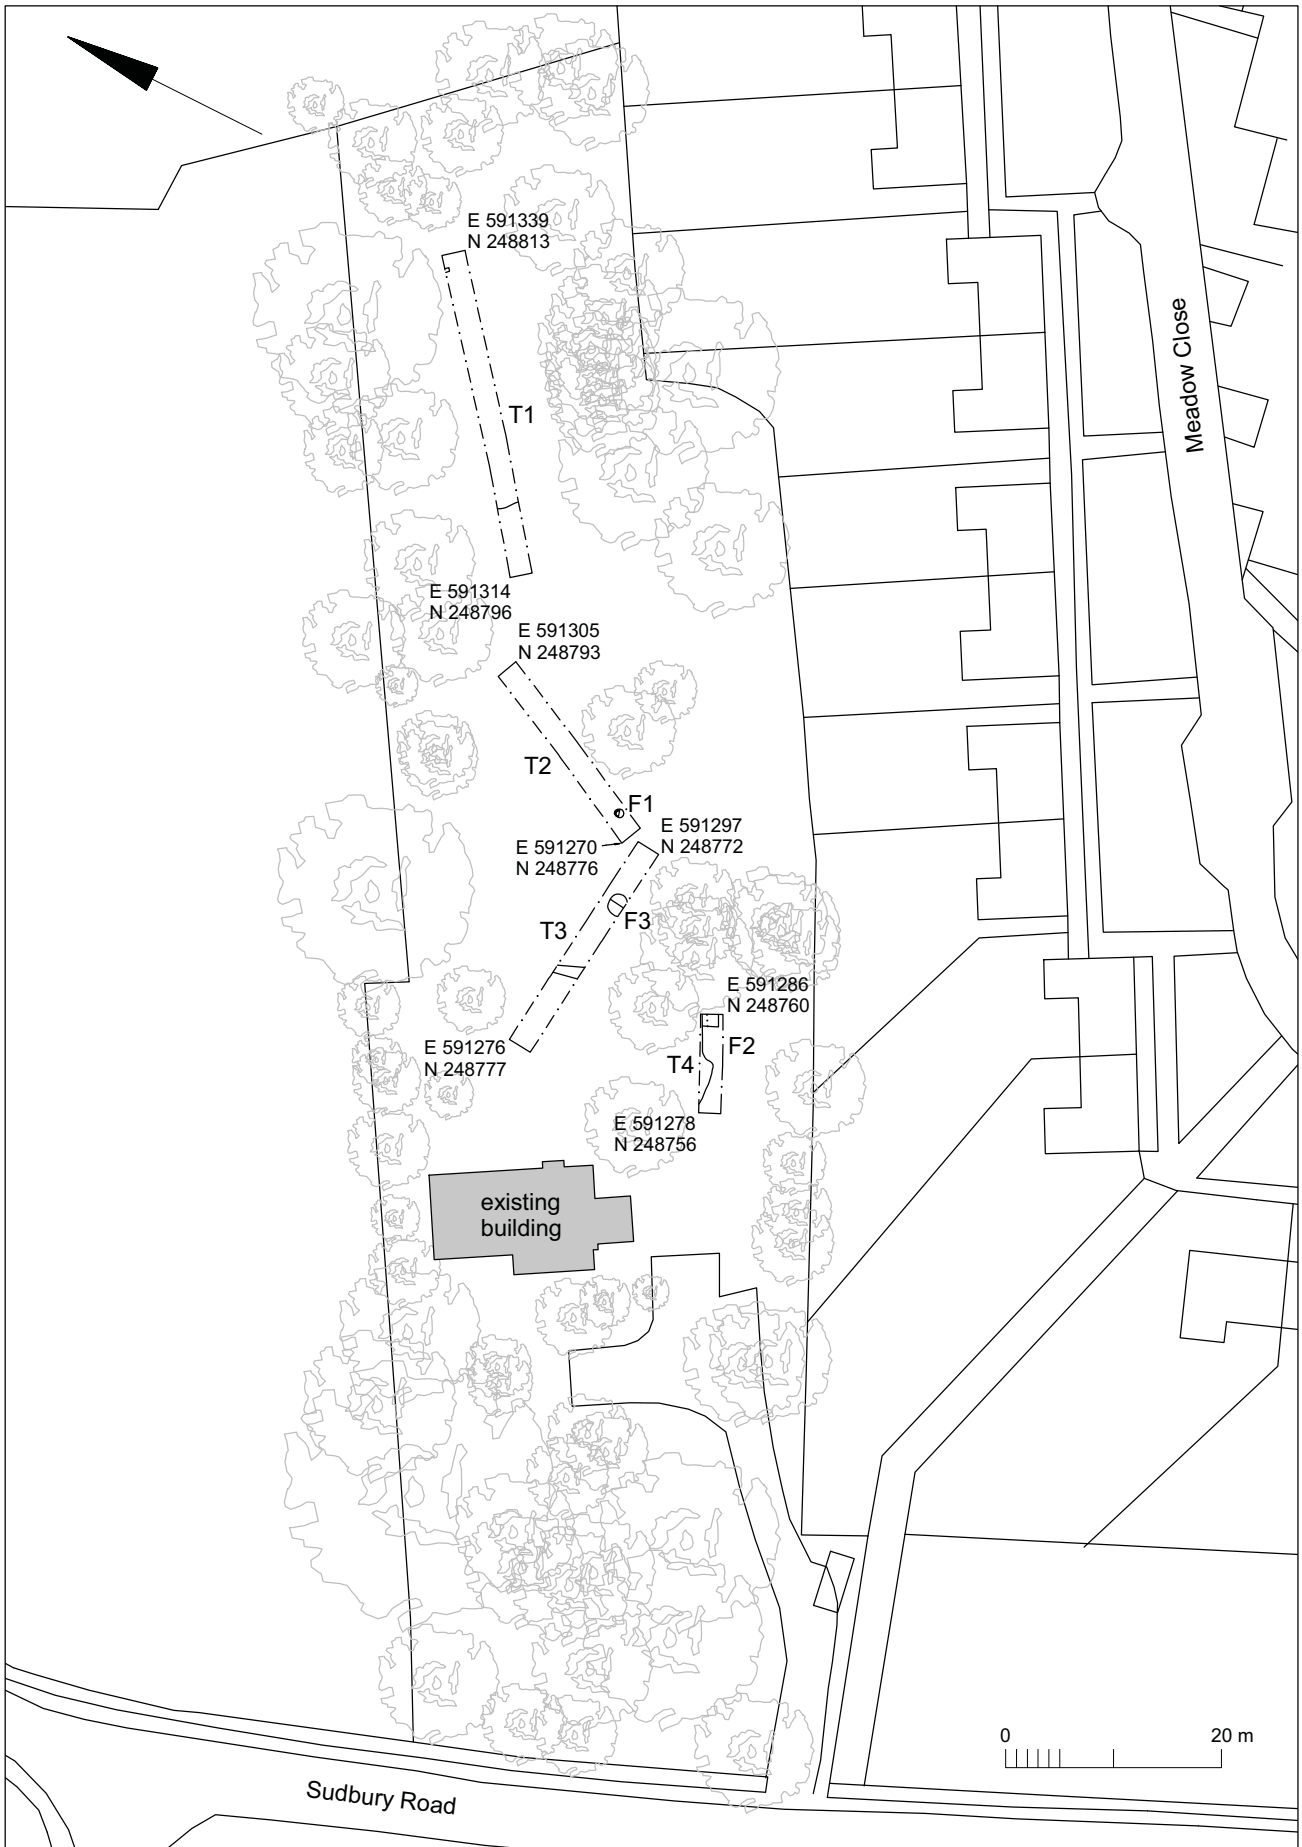 E 591339
N 248813
T1
Meadow Close
E 591314
N 248796
E 591305
N 248793
T2
F1
E 591297
N 248772
E 591270
N 248776
T3
F3
E 591286
N 248760
F2
T4
E 591276
N 248777
E 591278
N 248756
existing
building
0 20 m
Sudbury Road